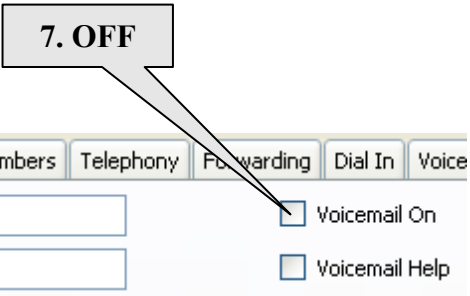 7. OFF
mbers Telephony Forwarding Dial In Voice
Voicemail On
Voicemail Help